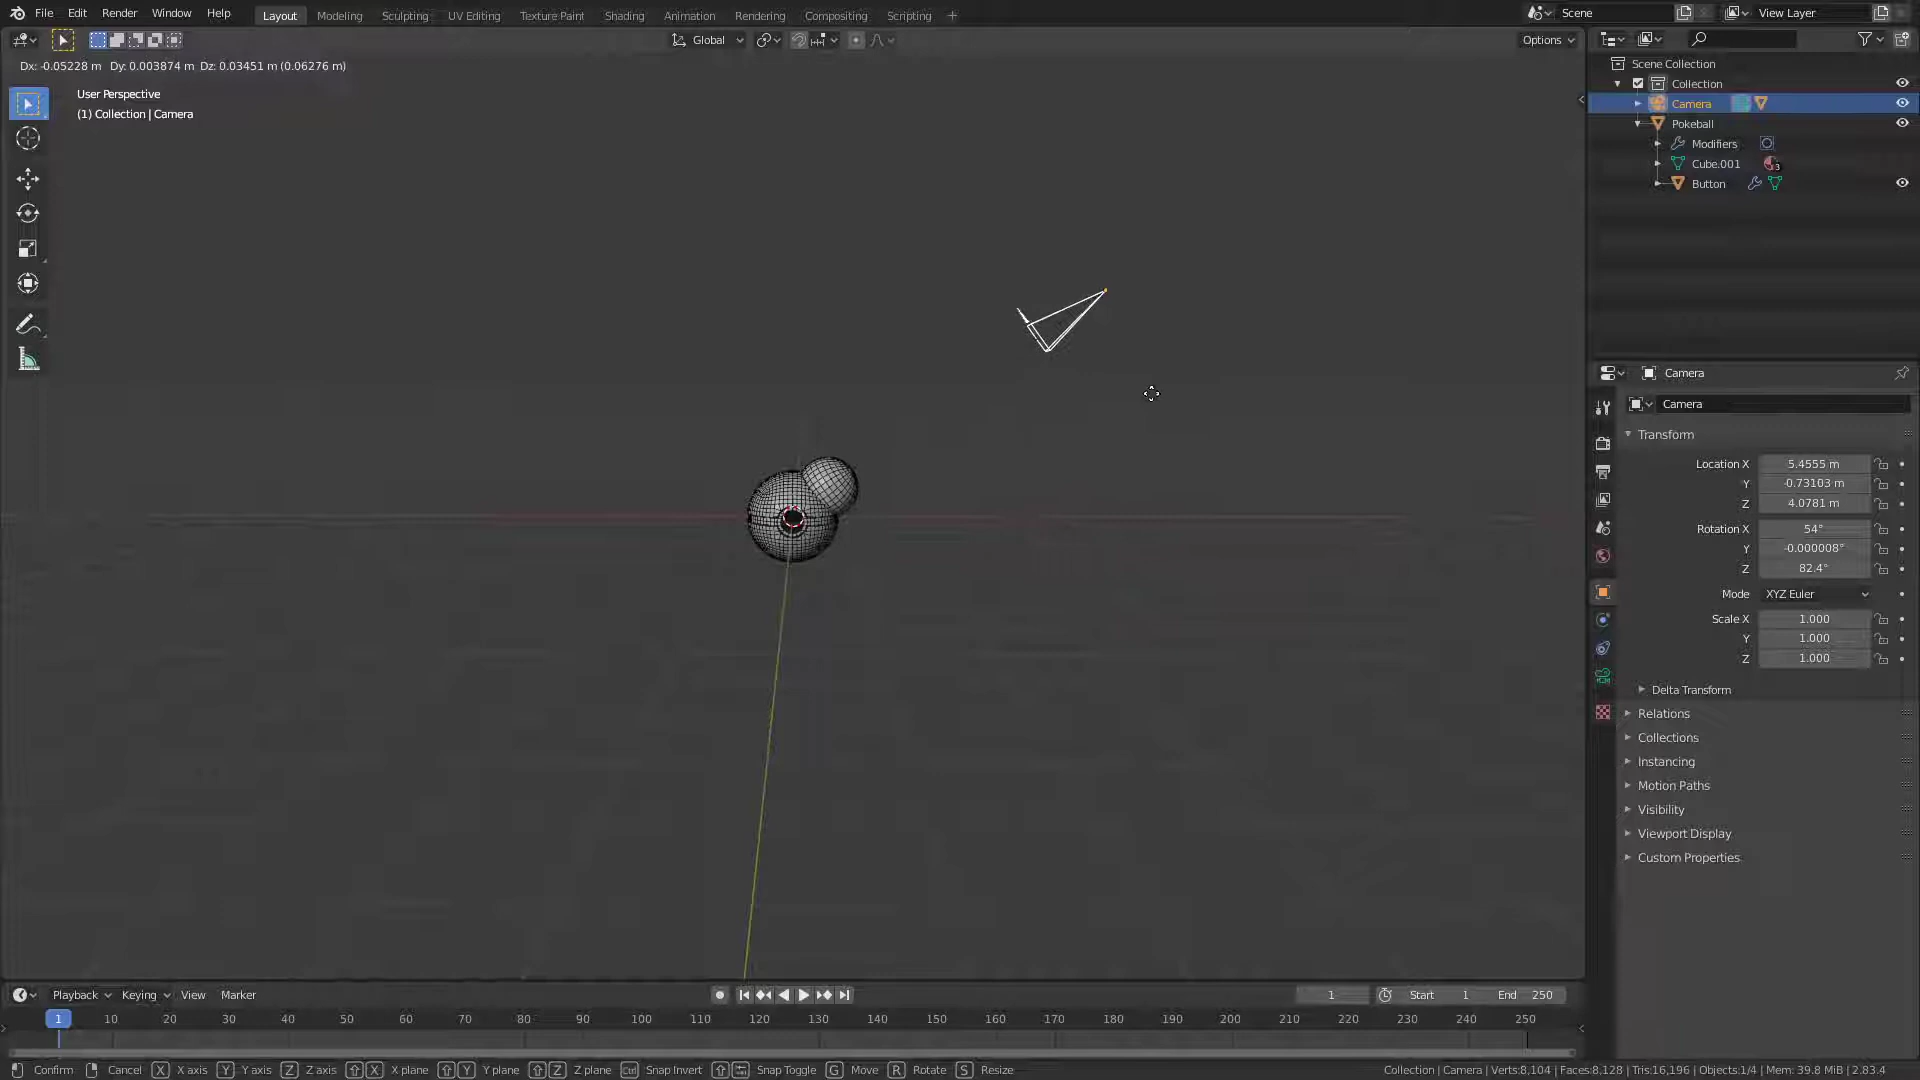 File Edit Render Window Help Layout Modeling Sculpting UV Editing Texture Paint Shading Animation Rendering Compositing Scripting + Scene View Layer
Global Options
Dx: -0.05228 m Dy: 0.003874 m Dz: 0.03451 m (0.06276 m)
User Perspective
(1) Collection | Camera
Scene Collection
Collection
Camera
Pokeball
Modifiers
Cube.001 3
Button
Camera
Camera
Transform
Location X 5.4555 m
Y -0.73103 m
Z 4.0781 m
Rotation X 54°
Y -0.000008°
Z 82.4°
Mode XYZ Euler
Scale X 1.000
Y 1.000
Z 1.000
Delta Transform
Relations
Collections
Instancing
Motion Paths
Visibility
Viewport Display
Custom Properties
Playback Keying View Marker 1 Start 1 End 250
1 10 20 30 40 50 60 70 80 90 100 110 120 130 140 150 160 170 180 190 200 210 220 230 240 250
Confirm Cancel X X axis Y Y axis Z Z axis X X plane Y Y plane Z Z plane Ctrl Snap Invert Snap Toggle G Move R Rotate S Resize Collection | Camera | Verts:8,104 | Faces:8,128 | Tris:16,196 | Objects:1/4 | Mem: 39.8 MiB | 2.83.4